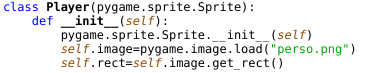 class Player(pygame.sprite.Sprite):
    def __init__(self):
        pygame.sprite.Sprite.__init__(self)
        self.image=pygame.image.load("perso.png")
        self.rect=self.image.get_rect()